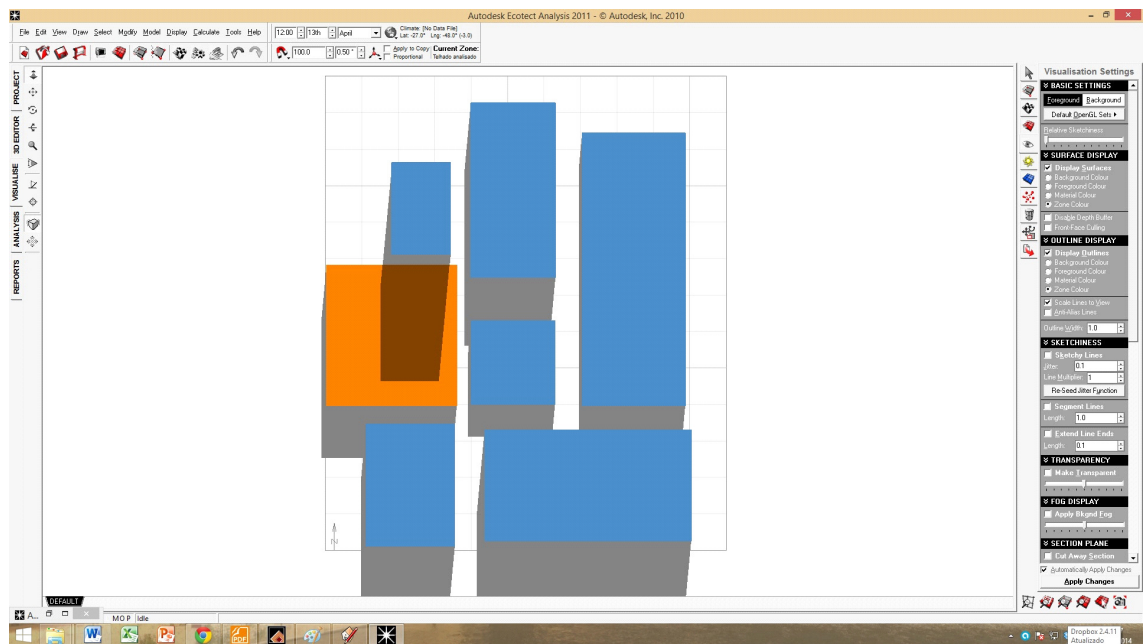 Autodesk Ecotect Analysis 2011 - © Autodesk, Inc. 2010
File Edit View Draw Select Modify Model Display Calculate Tools Help
12:00 13th April
Climate: [No Data File]
Lat: -27.0° Lng: -48.0° (-3.0)
100.0 0.50°
Apply to Copy
Proportional
Current Zone:
Telhado analisado
PROJECT
3D EDITOR
VISUALISE
ANALYSIS
REPORTS
N
Visualisation Settings
BASIC SETTINGS
Foreground Background
Default OpenGL Sets
Relative Sketchiness
SURFACE DISPLAY
Display Surfaces
Background Colour
Foreground Colour
Material Colour
Zone Colour
Disable Depth Buffer
Front-Face Culling
OUTLINE DISPLAY
Display Outlines
Background Colour
Foreground Colour
Material Colour
Zone Colour
Scale Lines to View
Anti-Alias Lines
Outline Width: 1.0
SKETCHINESS
Sketchy Lines
Jitter: 0.1
Line Multiplier: 1
Re-Seed Jitter Function
Segment Lines
Length: 1.0
Extend Line Ends
Length: 0.1
TRANSPARENCY
Make Transparent
FOG DISPLAY
Apply Bkgnd Fog
SECTION PLANE
Cut Away Section
Automatically Apply Changes
Apply Changes
DEFAULT
A...
M O P Idle
Dropbox 2.4.11
Atualizado